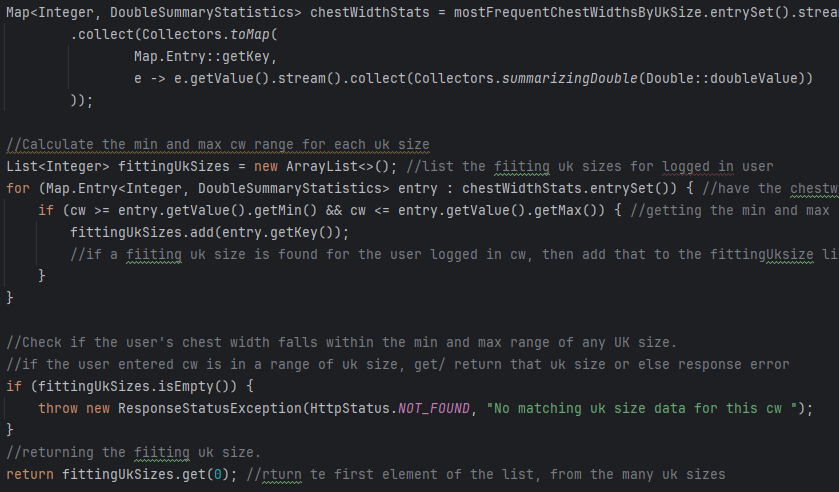 Map<Integer, DoubleSummaryStatistics> chestWidthStats = mostFrequentChestWidthsByUkSize.entrySet().strea
.collect(Collectors.toMap(
Map.Entry::getKey,
e -> e.getValue().stream().collect(Collectors.summarizingDouble(Double::doubleValue))
));
//Calculate the min and max cw range for each uk size
List<Integer> fittingUkSizes = new ArrayList<>(); //list the fiiting uk sizes for logged in user
for (Map.Entry<Integer, DoubleSummaryStatistics> entry : chestWidthStats.entrySet()) { //have the chestw
if (cw >= entry.getValue().getMin() && cw <= entry.getValue().getMax()) { //getting the min and max
fittingUkSizes.add(entry.getKey());
//if a fiiting uk size is found for the user logged in cw, then add that to the fittingUksize li
}
}
//Check if the user's chest width falls within the min and max range of any UK size.
//if the user entered cw is in a range of uk size, get/ return that uk size or else response error
if (fittingUkSizes.isEmpty()) {
throw new ResponseStatusException(HttpStatus.NOT_FOUND, "No matching uk size data for this cw ");
}
//returning the fiiting uk size.
return fittingUkSizes.get(0); //rturn te first element of the list, from the many uk sizes